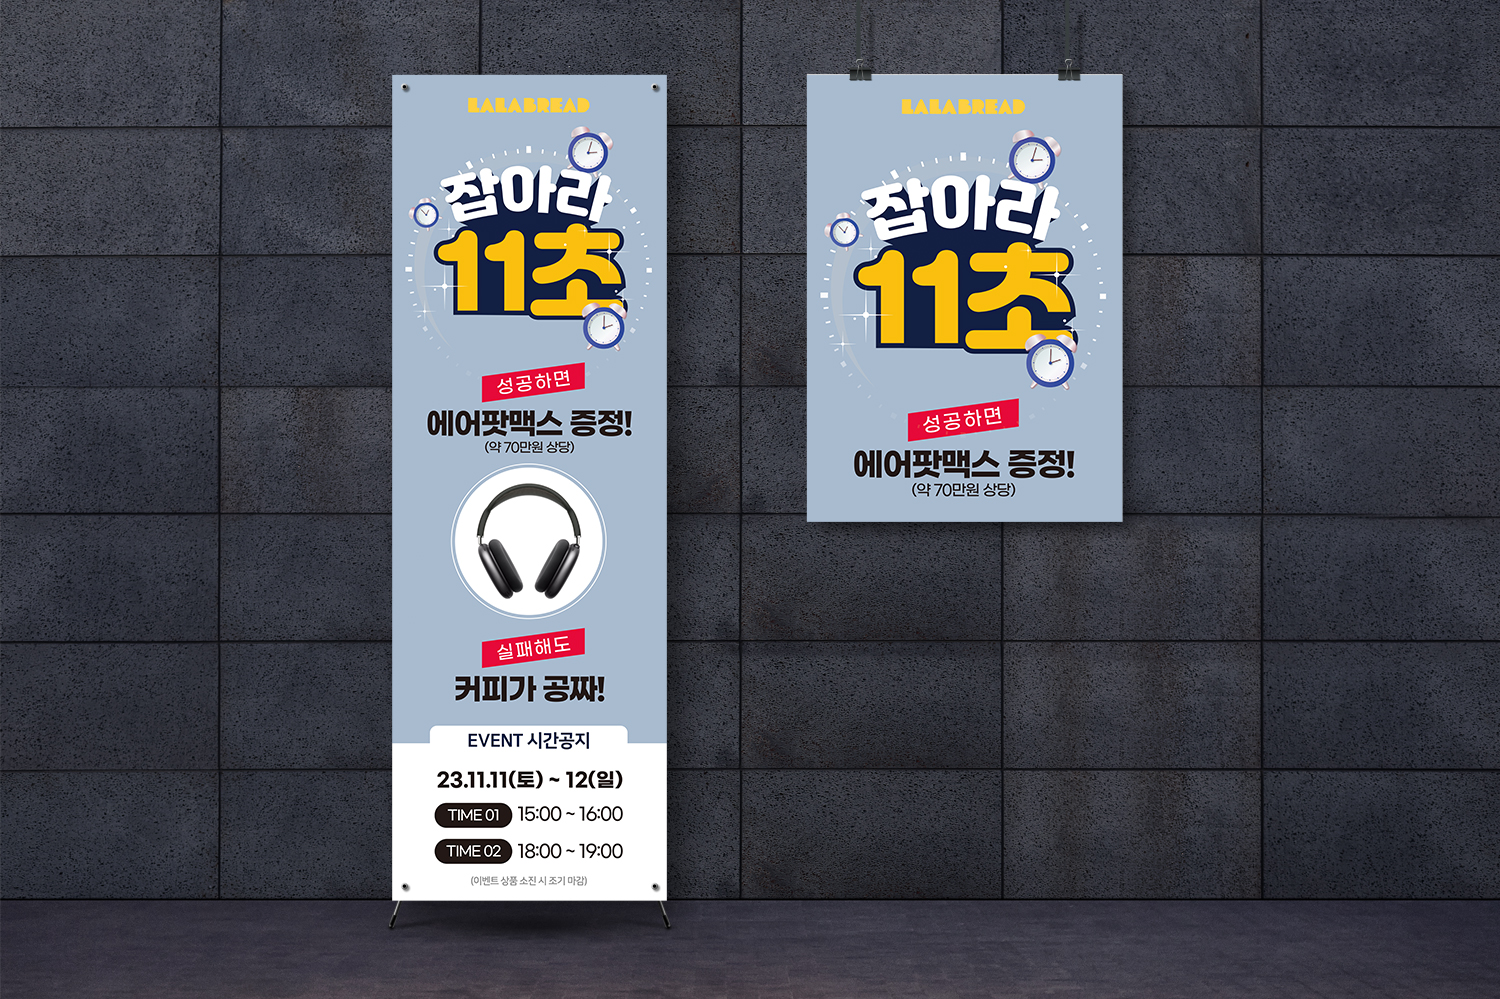 LALABREAD
잡아라
11초
성공하면
에어팟맥스 증정!
(약 70만원 상당)
실패해도
커피가 공짜!
EVENT 시간공지
23.11.11(토) ~ 12(일)
TIME 01 15:00 ~ 16:00
TIME 02 18:00 ~ 19:00
(이벤트 상품 소진 시 조기 마감)
LALABREAD
잡아라
11초
성공하면
에어팟맥스 증정!
(약 70만원 상당)